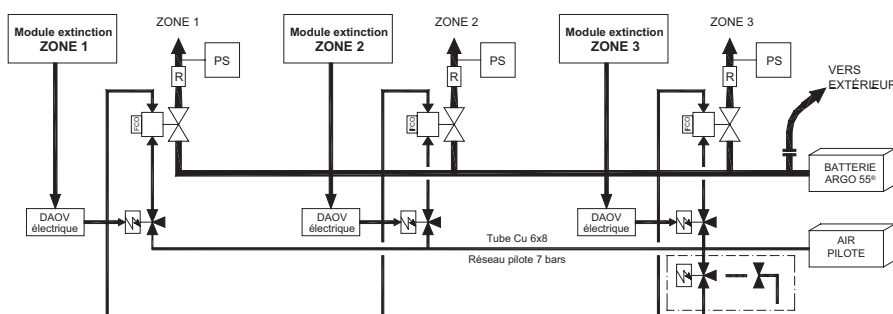 Module extinction
ZONE 1
ZONE 1
R
PS
FCO
DAOV
électrique
Module extinction
ZONE 2
ZONE 2
R
PS
FCO
DAOV
électrique
Module extinction
ZONE 3
ZONE 3
R
PS
FCO
DAOV
électrique
VERS
EXTÉRIEUR
BATTERIE
ARGO 55®
Tube Cu 6x8
Réseau pilote 7 bars
AIR
PILOTE